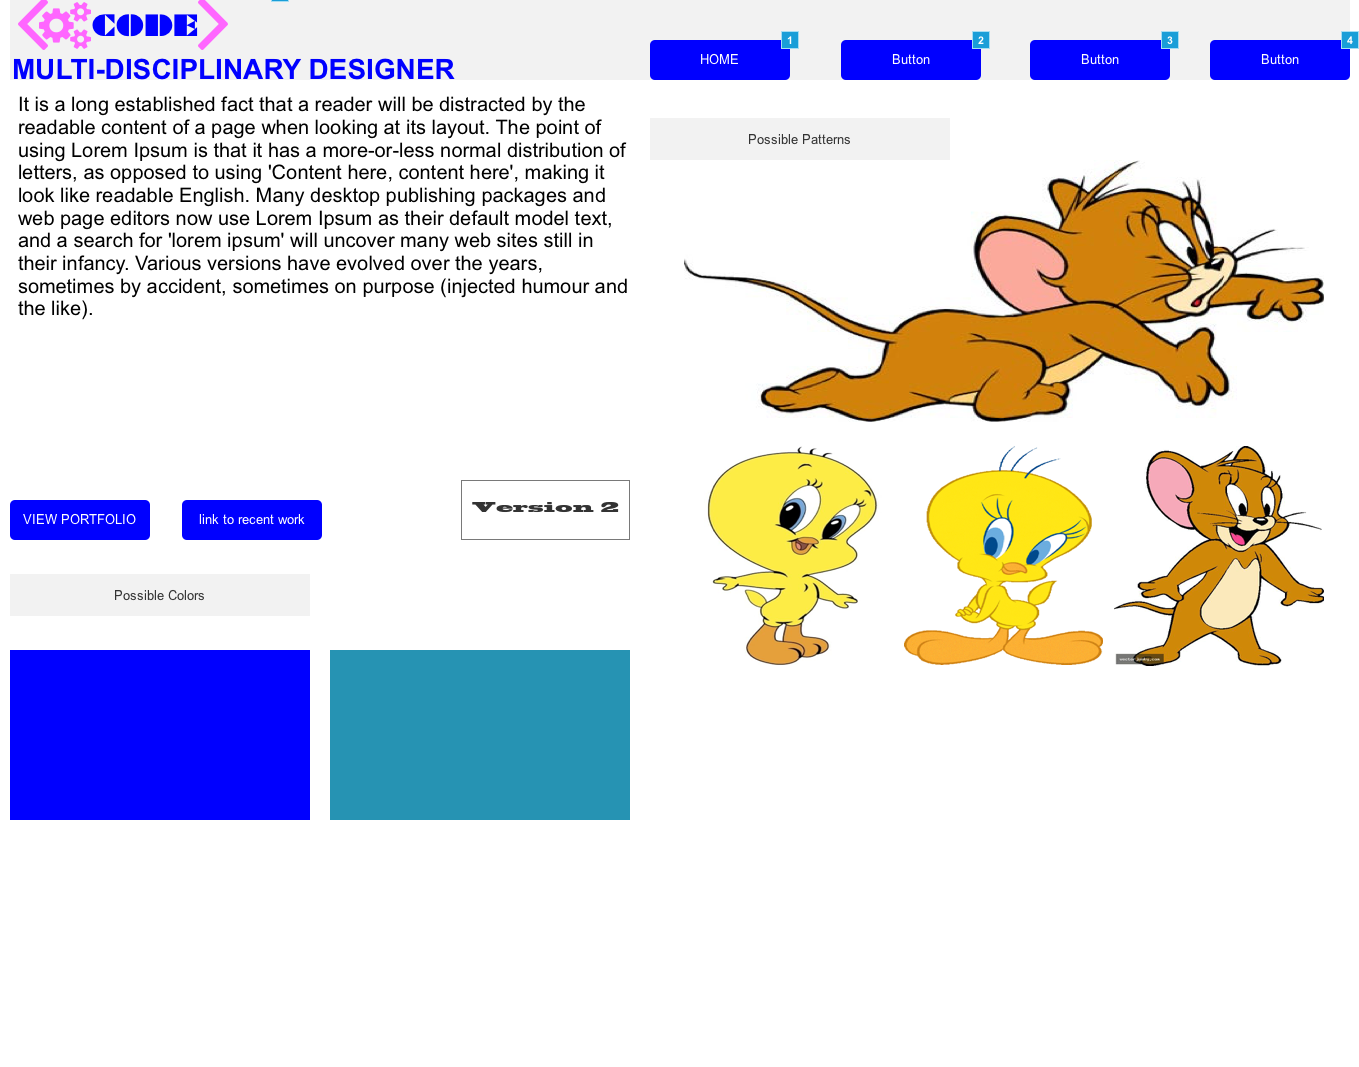 CODE
MULTI-DISCIPLINARY DESIGNER
1
2
3
4
HOME
Button
Button
Button
It is a long established fact that a reader will be distracted by the
readable content of a page when looking at its layout. The point of
using Lorem Ipsum is that it has a more-or-less normal distribution of
letters, as opposed to using 'Content here, content here', making it
look like readable English. Many desktop publishing packages and
web page editors now use Lorem Ipsum as their default model text,
and a search for 'lorem ipsum' will uncover many web sites still in
their infancy. Various versions have evolved over the years,
sometimes by accident, sometimes on purpose (injected humour and
the like).
Possible Patterns
VIEW PORTFOLIO
link to recent work
Version 2
Possible Colors